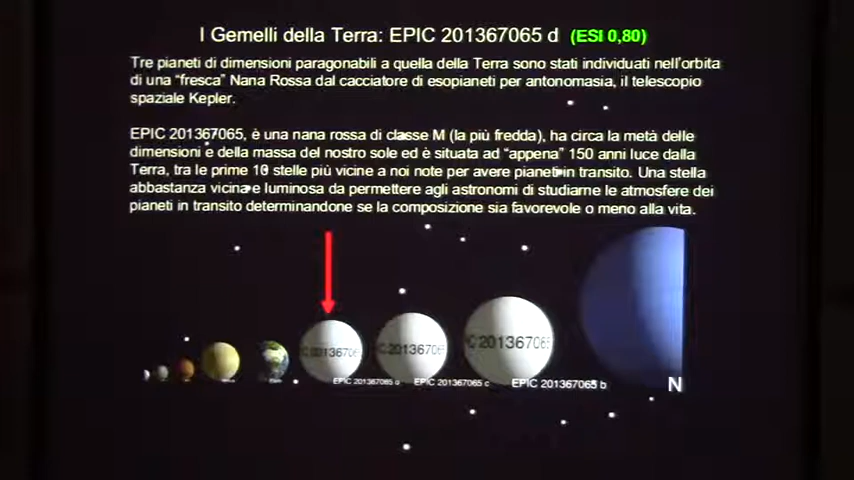 I Gemelli della Terra: EPIC 201367065 d (ESI 0,80)
Tre pianeti di dimensioni paragonabili a quella della Terra sono stati individuati nell'orbita
di una "fresca" Nana Rossa dal cacciatore di esopianeti per antonomasia, il telescopio
spaziale Kepler.
EPIC 201367065, è una nana rossa di classe M (la più fredda), ha circa la metà delle
dimensioni e della massa del nostro sole ed è situata ad "appena" 150 anni luce dalla
Terra, tra le prime 10 stelle più vicine a noi note per avere pianeti in transito. Una stella
abbastanza vicina e luminosa da permettere agli astronomi di studiarne le atmosfere dei
pianeti in transito determinandone se la composizione sia favorevole o meno alla vita.
201367065
201367065
201367065
EPIC 201367065 c
EPIC 201367065 b
N